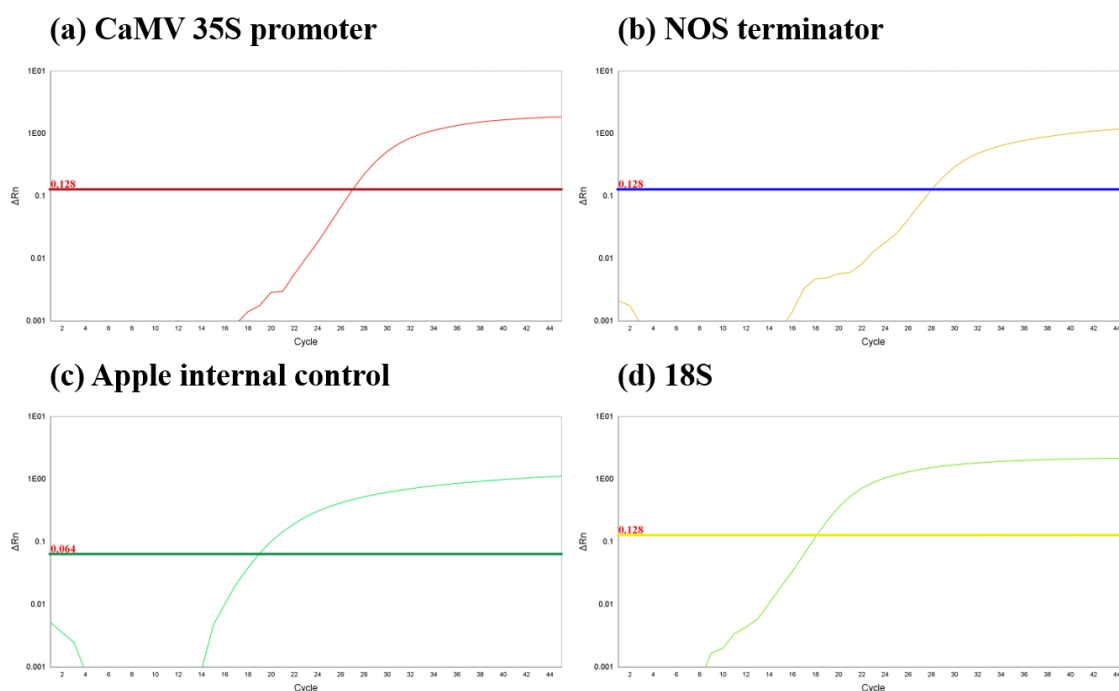 (a) CaMV 35S promoter
1E01
1E00
0.128
0.1
0.01
0.001
ΔRn
2 4 6 8 10 12 14 16 18 20 22 24 26 28 30 32 34 36 38 40 42 44
Cycle
(b) NOS terminator
1E01
1E00
0.128
0.1
0.01
0.001
ΔRn
2 4 6 8 10 12 14 16 18 20 22 24 26 28 30 32 34 36 38 40 42 44
Cycle
(c) Apple internal control
1E01
1E00
0.1
0.064
0.01
0.001
ΔRn
2 4 6 8 10 12 14 16 18 20 22 24 26 28 30 32 34 36 38 40 42 44
Cycle
(d) 18S
1E01
1E00
0.128
0.1
0.01
0.001
ΔRn
2 4 6 8 10 12 14 16 18 20 22 24 26 28 30 32 34 36 38 40 42 44
Cycle